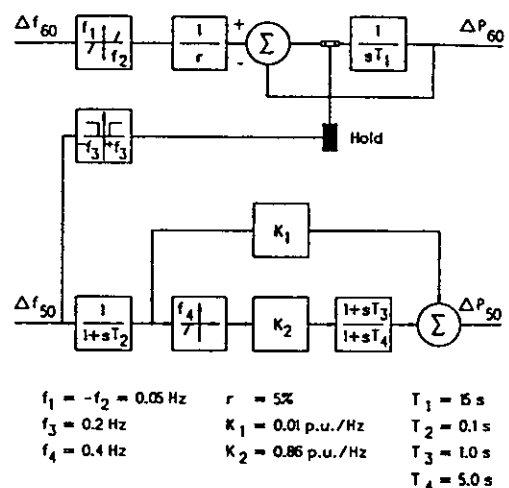 Δf60 f1 f2 1 r + - Σ 1 sT1 ΔP60
-f3 +f3 Hold
K1
Δf50 1 1+sT2 f4 K2 1+sT3 1+sT4 Σ ΔP50
f1 = -f2 = 0.05 Hz r = 5% T1 = 15 s
f3 = 0.2 Hz K1 = 0.01 p.u./Hz T2 = 0.1 s
f4 = 0.4 Hz K2 = 0.86 p.u./Hz T3 = 1.0 s
T4 = 5.0 s